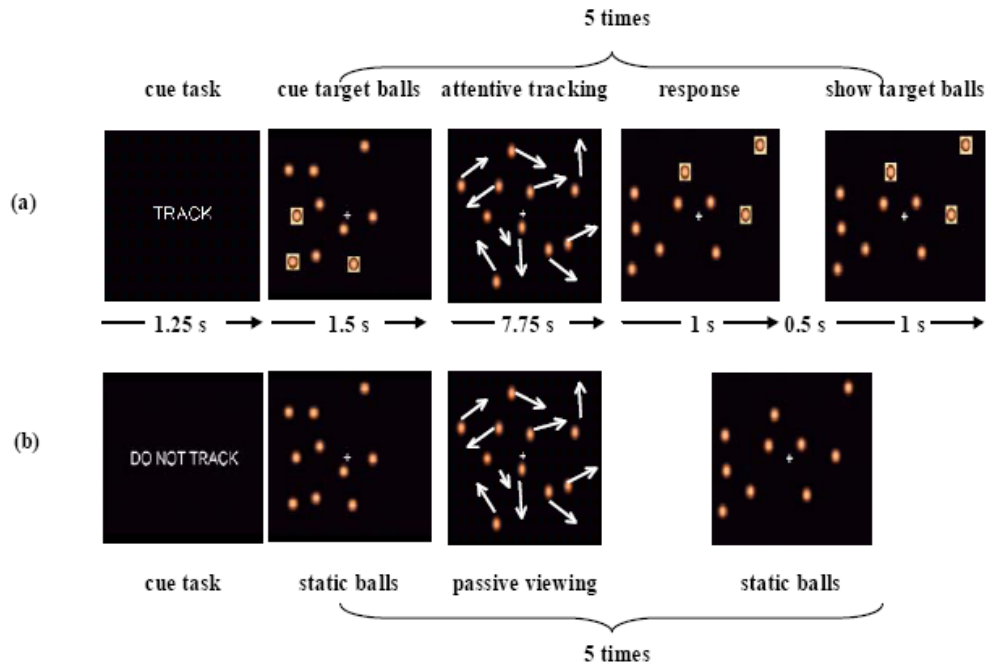 5 times
cue task cue target balls attentive tracking response show target balls
(a)
TRACK
1.25 s 1.5 s 7.75 s 1 s 0.5 s 1 s
(b)
DO NOT TRACK
cue task static balls passive viewing static balls
5 times